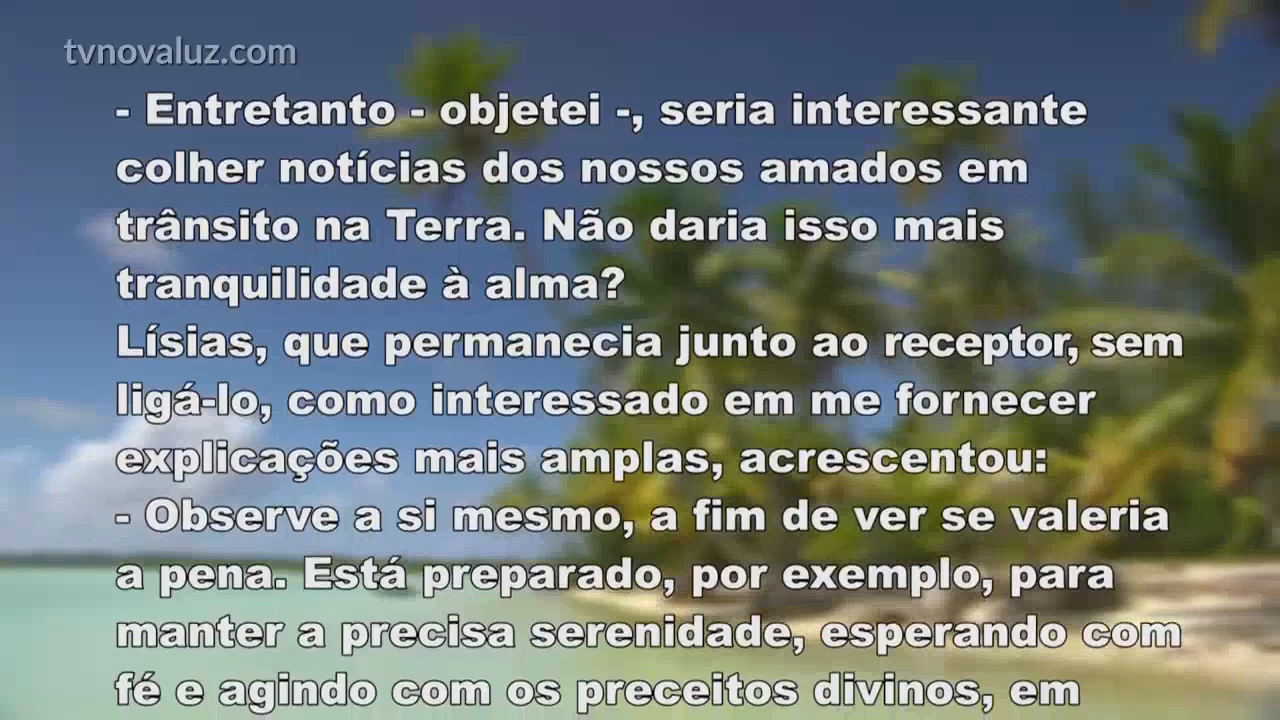 tvnovaluz.com
- Entretanto - objetei -, seria interessante
colher notícias dos nossos amados em
trânsito na Terra. Não daria isso mais
tranquilidade à alma?
Lísias, que permanecia junto ao receptor, sem
ligá-lo, como interessado em me fornecer
explicações mais amplas, acrescentou:
- Observe a si mesmo, a fim de ver se valeria
a pena. Está preparado, por exemplo, para
manter a precisa serenidade, esperando com
fé e agindo com os preceitos divinos, em